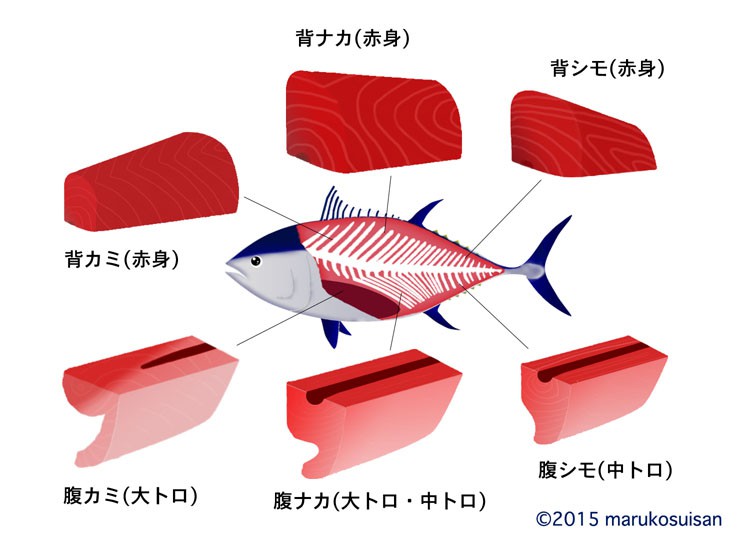 背ナカ(赤身)
背シモ(赤身)
背カミ(赤身)
腹カミ(大トロ)
腹ナカ(大トロ・中トロ)
腹シモ(中トロ)
©2015 marukosuisan